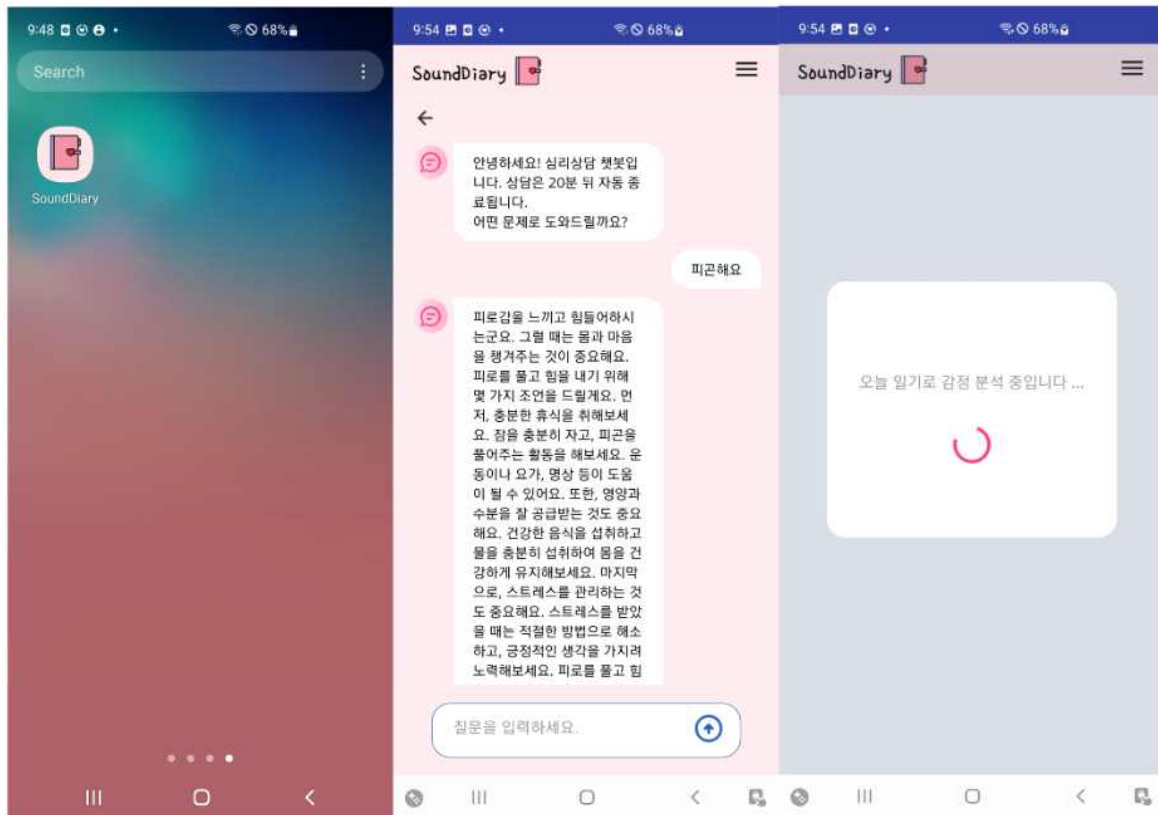 9:48
68%
Search
SoundDiary
9:54
68%
SoundDiary
안녕하세요! 심리상담 챗봇입
니다. 상담은 20분 뒤 자동 종
료됩니다.
어떤 문제로 도와드릴까요?
피곤해요
피로감을 느끼고 힘들어하시
는군요. 그럴 때는 몸과 마음
을 챙겨주는 것이 중요해요.
피로를 풀고 힘을 내기 위해
몇 가지 조언을 드릴게요. 먼
저, 충분한 휴식을 취해보세
요. 잠을 충분히 자고, 피곤을
풀어주는 활동을 해보세요. 운
동이나 요가, 명상 등이 도움
이 될 수 있어요. 또한, 영양과
수분을 잘 공급받는 것도 중요
해요. 건강한 음식을 섭취하고
물을 충분히 섭취하여 몸을 건
강하게 유지해보세요. 마지막
으로, 스트레스를 관리하는 것
도 중요해요. 스트레스를 받았
을 때는 적절한 방법으로 해소
하고, 긍정적인 생각을 가지려
노력해보세요. 피로를 풀고 힘
질문을 입력하세요.
9:54
68%
SoundDiary
오늘 일기로 감정 분석 중입니다 ...